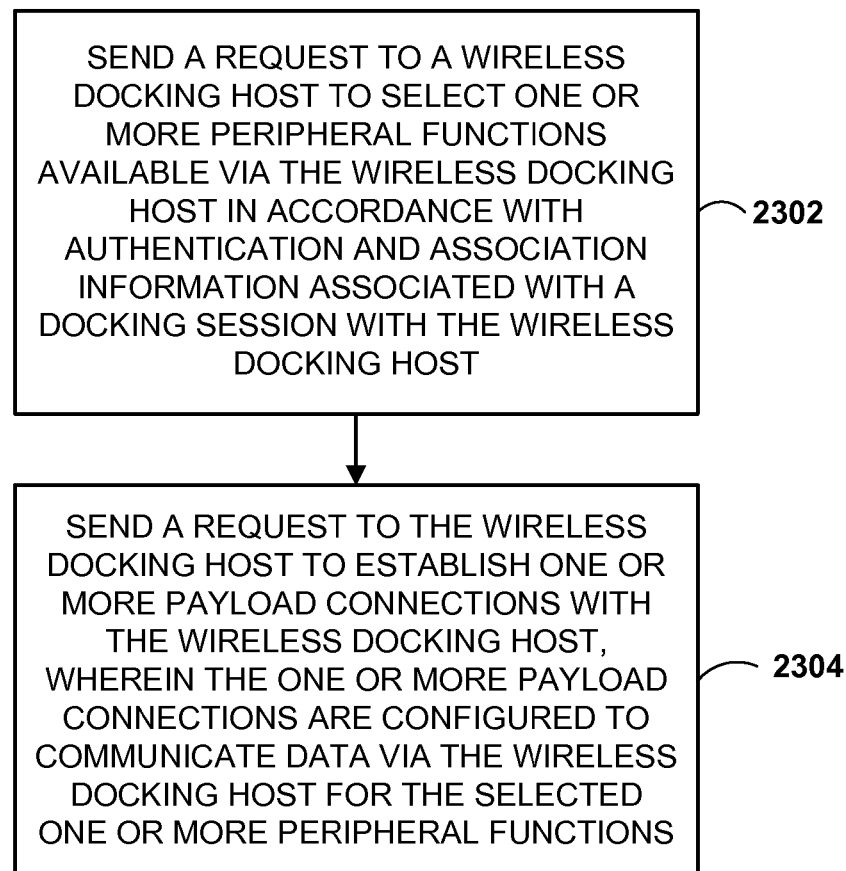 SEND A REQUEST TO A WIRELESS
DOCKING HOST TO SELECT ONE OR
MORE PERIPHERAL FUNCTIONS
AVAILABLE VIA THE WIRELESS DOCKING
HOST IN ACCORDANCE WITH
AUTHENTICATION AND ASSOCIATION
INFORMATION ASSOCIATED WITH A
DOCKING SESSION WITH THE WIRELESS
DOCKING HOST
2302
SEND A REQUEST TO THE WIRELESS
DOCKING HOST TO ESTABLISH ONE OR
MORE PAYLOAD CONNECTIONS WITH
THE WIRELESS DOCKING HOST,
WHEREIN THE ONE OR MORE PAYLOAD
CONNECTIONS ARE CONFIGURED TO
COMMUNICATE DATA VIA THE WIRELESS
DOCKING HOST FOR THE SELECTED
ONE OR MORE PERIPHERAL FUNCTIONS
2304